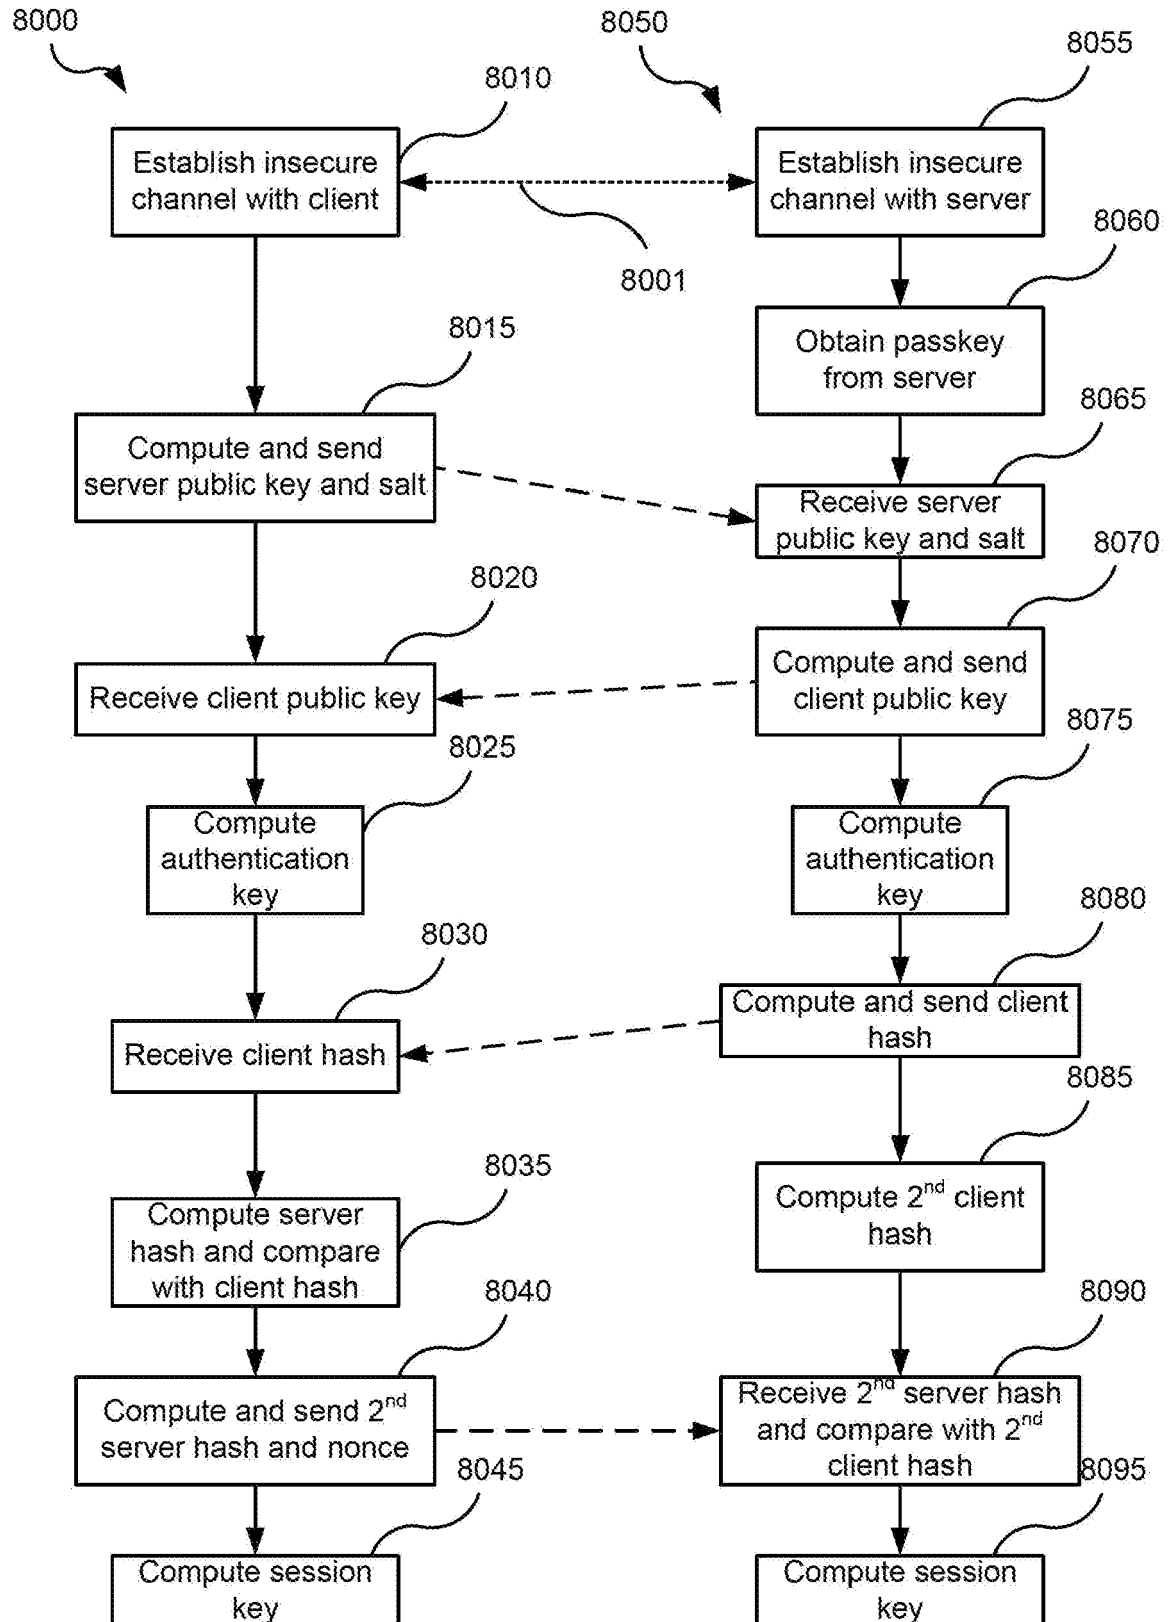 8000
8050
8055
8010
Establish insecure
channel with client
Establish insecure
channel with server
8001
8060
8015
Obtain passkey
from server
8065
Compute and send
server public key and salt
Receive server
public key and salt
8070
8020
Receive client public key
Compute and send
client public key
8025
8075
Compute
authentication
key
Compute
authentication
key
8080
8030
Compute and send client
hash
Receive client hash
8085
8035
Compute 2nd client
hash
Compute server
hash and compare
with client hash
8040
8090
Compute and send 2nd
server hash and nonce
Receive 2nd server hash
and compare with 2nd
client hash
8045
8095
Compute session
key
Compute session
key